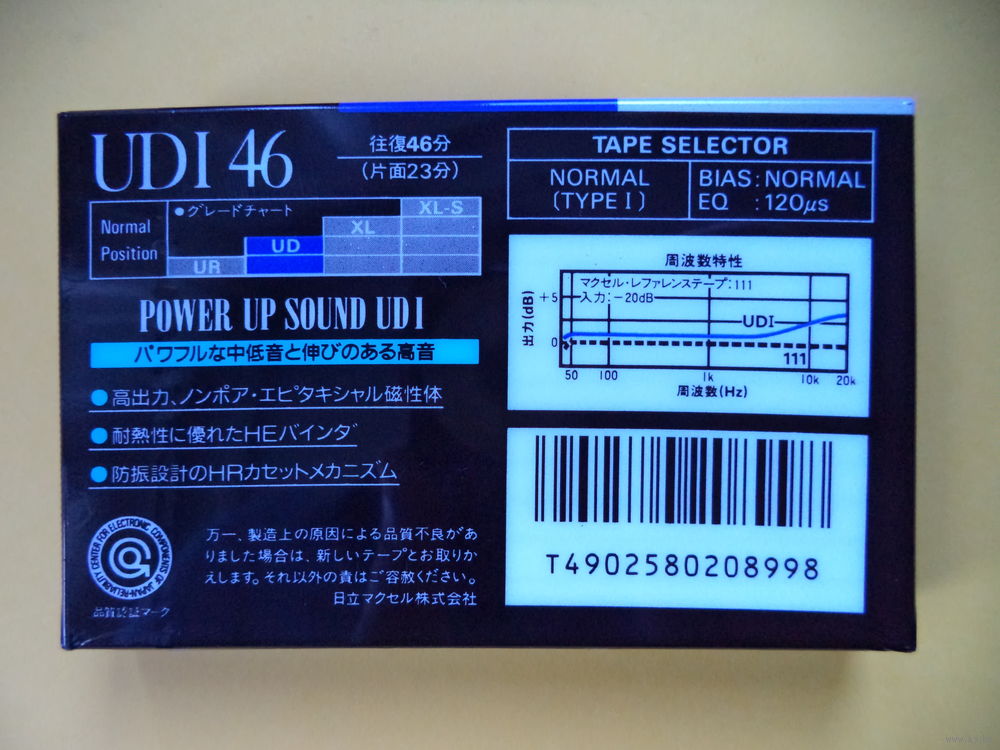 UDI 46
往復46分
(片面23分)
Normal
Position
●グレードチャート
UR
UD
XL
XL-S
POWER UP SOUND UD I
パワフルな中低音と伸びのある高音
●高出力、ノンポア・エピタキシャル磁性体
●耐熱性に優れたHEバインダ
●防振設計のHRカセットメカニズム
RELIABILITY CENTER FOR ELECTRONIC COMPONENTS OF JAPAN
品質認証マーク
万一、製造上の原因による品質不良があ
りました場合は、新しいテープとお取りか
えします。それ以外の責はご容赦ください。
日立マクセル株式会社
TAPE SELECTOR
NORMAL
(TYPE I)
BIAS : NORMAL
EQ : 120μs
周波数特性
マクセル・レファレンステープ:111
入力:−20dB
出力(dB)
+5
0
UDI
111
50 100 1k 10k 20k
周波数(Hz)
T4902580208998